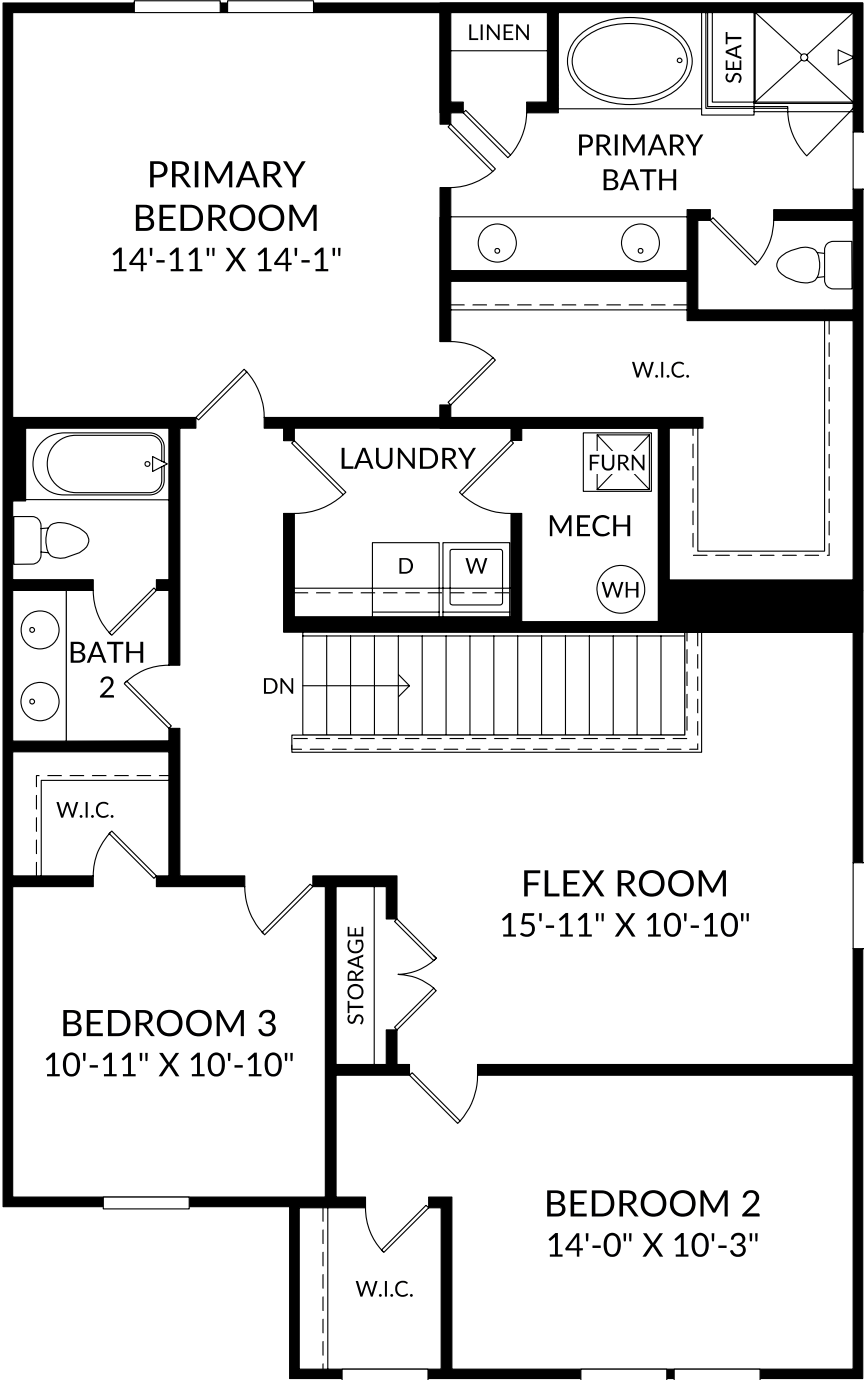 LINEN
SEAT
PRIMARY
BATH
PRIMARY
BEDROOM
14'-11" X 14'-1"
W.I.C.
LAUNDRY
FURN
MECH
D
W
WH
BATH
2
DN
W.I.C.
FLEX ROOM
15'-11" X 10'-10"
STORAGE
BEDROOM 3
10'-11" X 10'-10"
BEDROOM 2
14'-0" X 10'-3"
W.I.C.